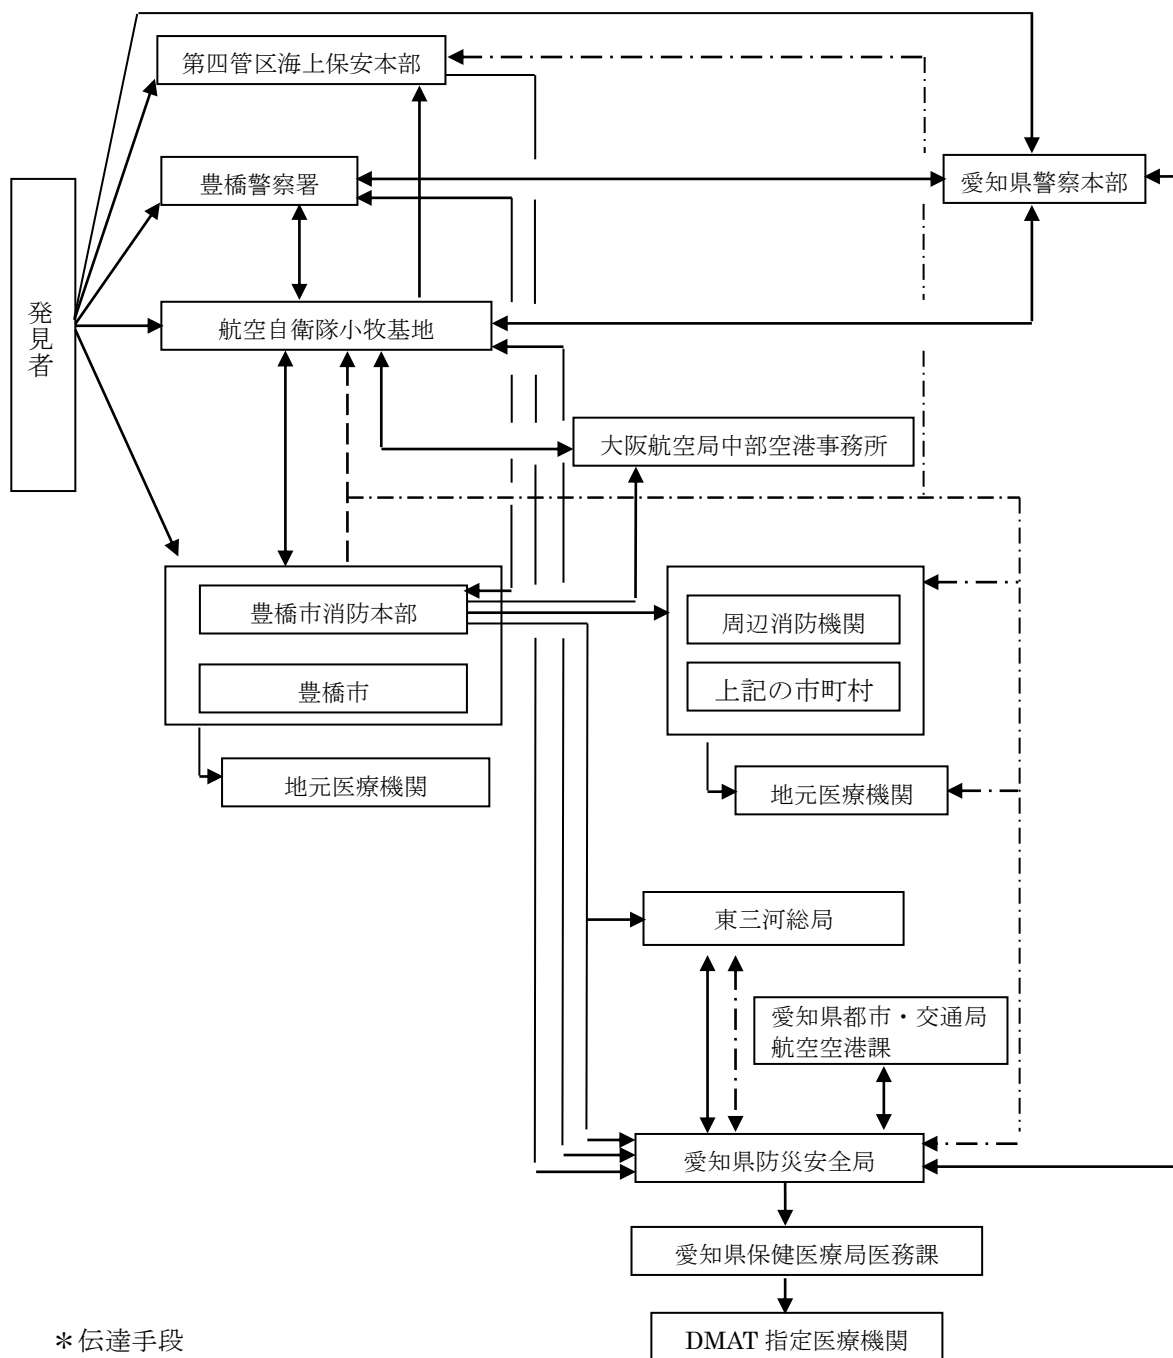 第四管区海上保安本部
豊橋警察署
愛知県警察本部
発見者
航空自衛隊小牧基地
大阪航空局中部空港事務所
豊橋市消防本部
周辺消防機関
豊橋市
上記の市町村
地元医療機関
地元医療機関
東三河総局
愛知県都市・交通局
航空空港課
愛知県防災安全局
愛知県保健医療局医務課
DMAT 指定医療機関
＊伝達手段